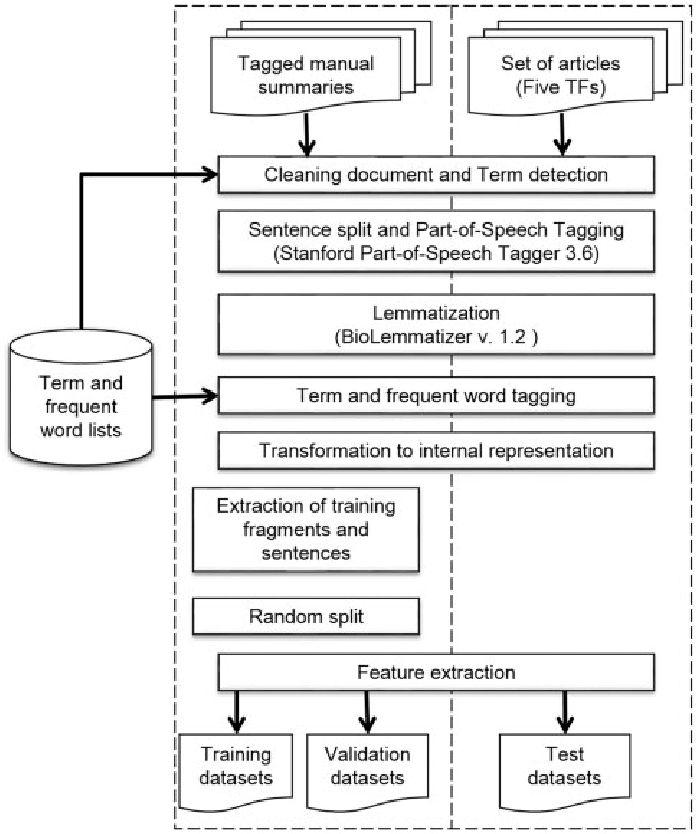 Tagged manual
summaries
Set of articles
(Five TFs)
Cleaning document and Term detection
Sentence split and Part-of-Speech Tagging
(Stanford Part-of-Speech Tagger 3.6)
Lemmatization
(BioLemmatizer v. 1.2 )
Term and
frequent
word lists
Term and frequent word tagging
Transformation to internal representation
Extraction of training
fragments and
sentences
Random split
Feature extraction
Training
datasets
Validation
datasets
Test
datasets